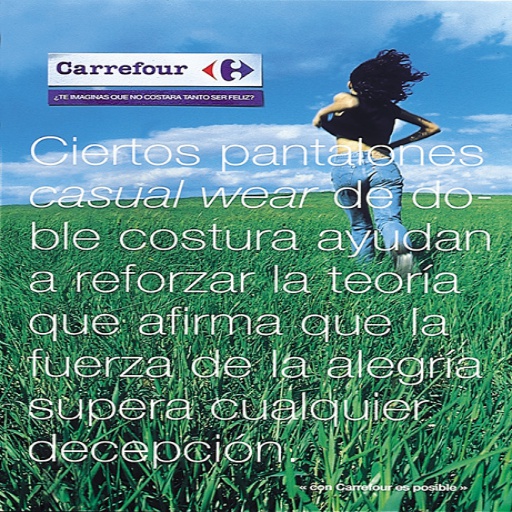 Carrefour
¿TE IMAGINAS QUE NO COSTARA TANTO SER FELIZ?
Ciertos pantalones
casual wear de do-
ble costura ayudan
a reforzar la teoría
que afirma que la
fuerza de la alegría
supera cualquier
decepción.
« con Carrefour es posible »